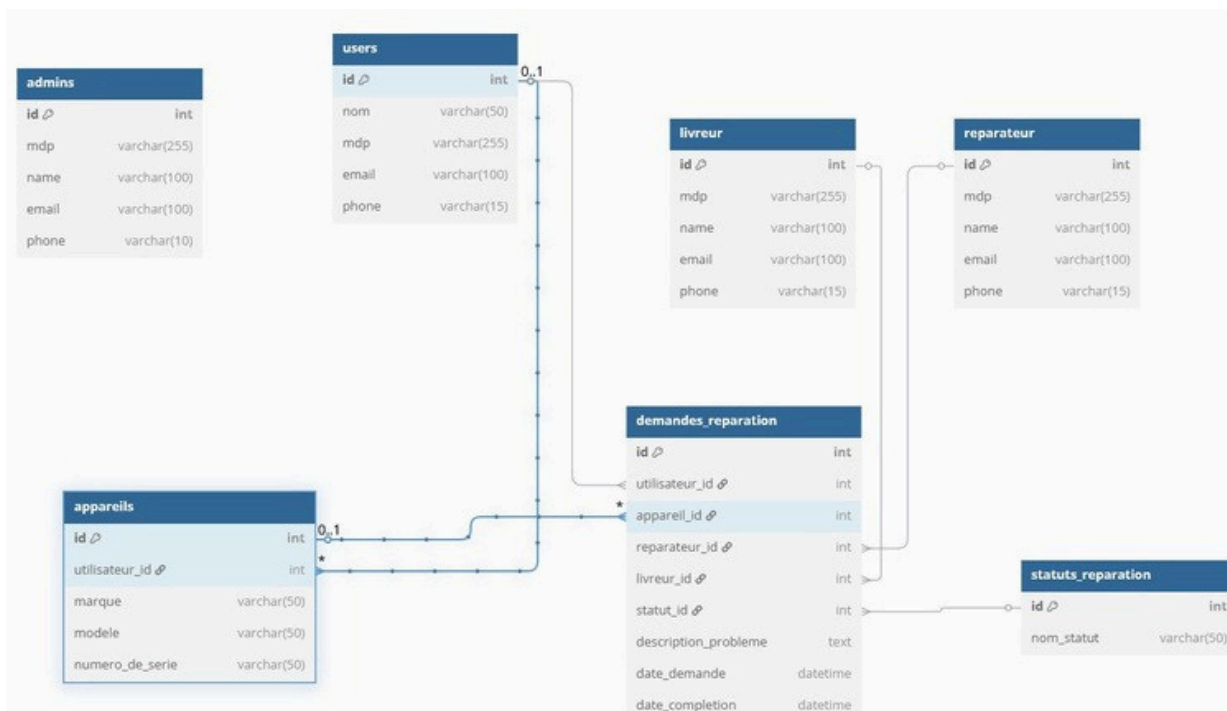 admins
id int
mdp varchar(255)
name varchar(100)
email varchar(100)
phone varchar(10)
users
id int
nom varchar(50)
mdp varchar(255)
email varchar(100)
phone varchar(15)
0..1
livreur
id int
mdp varchar(255)
name varchar(100)
email varchar(100)
phone varchar(15)
reparateur
id int
mdp varchar(255)
name varchar(100)
email varchar(100)
phone varchar(15)
appareils
id int
utilisateur_id int
marque varchar(50)
modele varchar(50)
numero_de_serie varchar(50)
0..1
*
demandes_reparation
id int
utilisateur_id int
* appareil_id int
reparateur_id int
livreur_id int
statut_id int
description_probleme text
date_demande datetime
date_completion datetime
statuts_reparation
id int
nom_statut varchar(50)